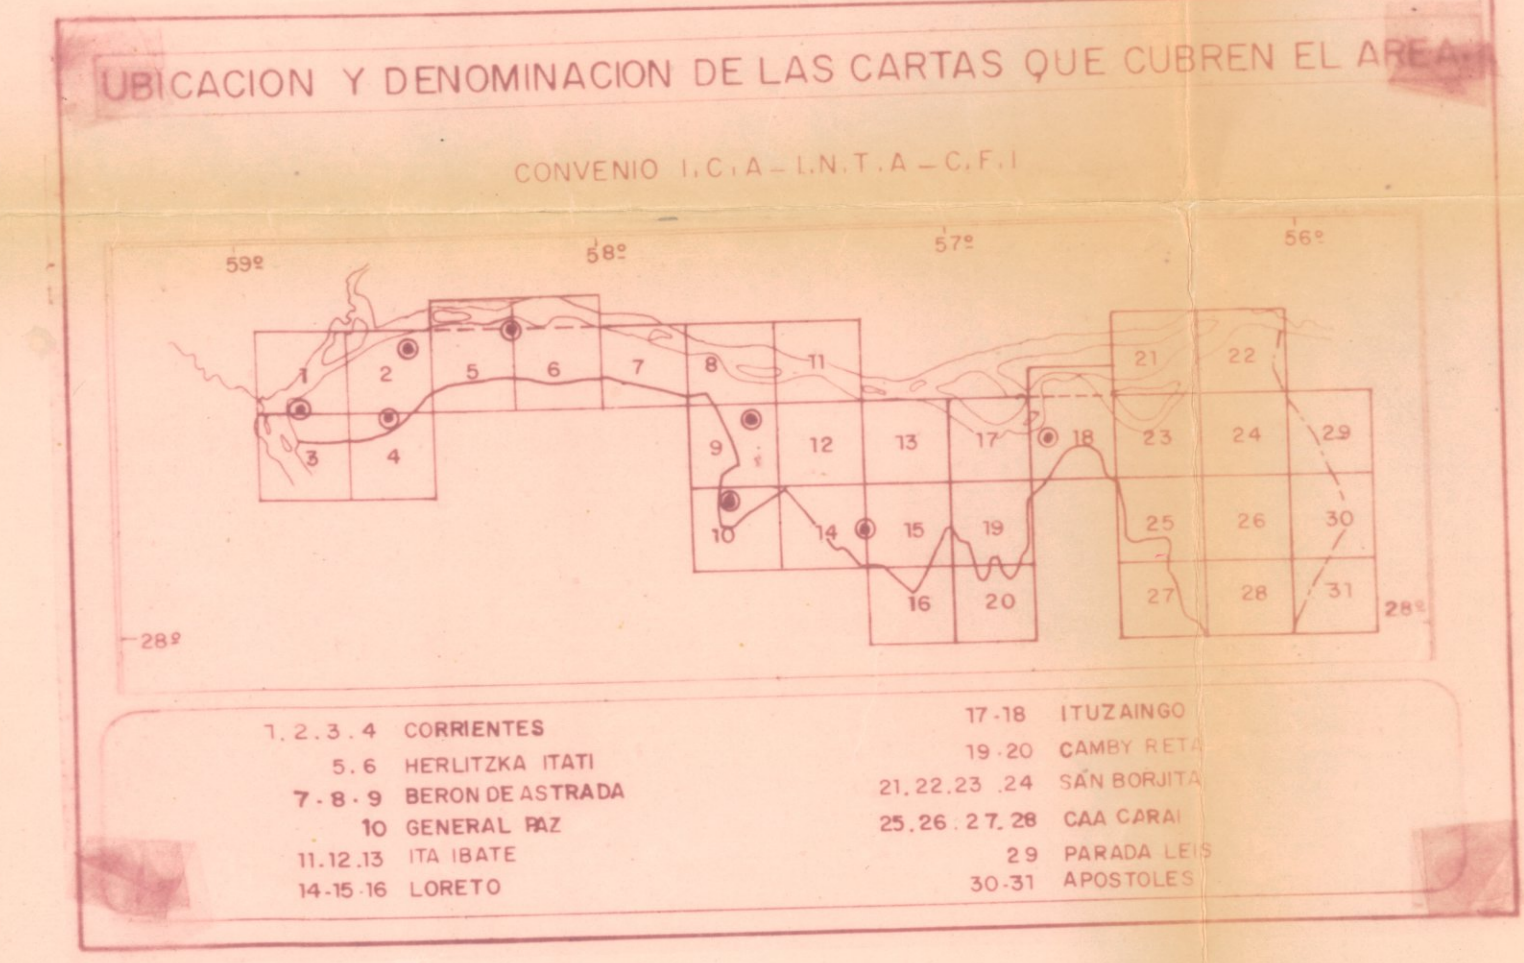 UBICACION Y DENOMINACION DE LAS CARTAS QUE CUBREN EL AREA
CONVENIO I.C.A - I.N.T.A - C.F.I
59º 58º 57º 56º
1 2 5 6 7 8 11 21 22
3 4 9 12 13 17 18 23 24 29
10 14 15 19 25 26 30
16 20 27 28 31
28º 28º
1.2.3.4 CORRIENTES
5.6 HERLITZKA ITATI
7-8-9 BERON DE ASTRADA
10 GENERAL PAZ
11.12.13 ITA IBATE
14-15-16 LORETO
17-18 ITUZAINGO
19-20 CAMBY RETA
21.22.23.24 SAN BORJITA
25.26.27.28 CAA CARAI
29 PARADA LEIS
30-31 APOSTOLES